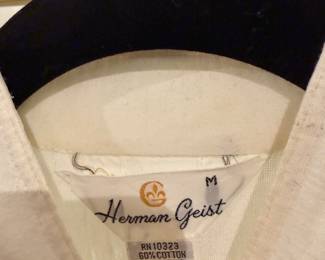 M
Herman Geist
RN 10323
60% COTTON